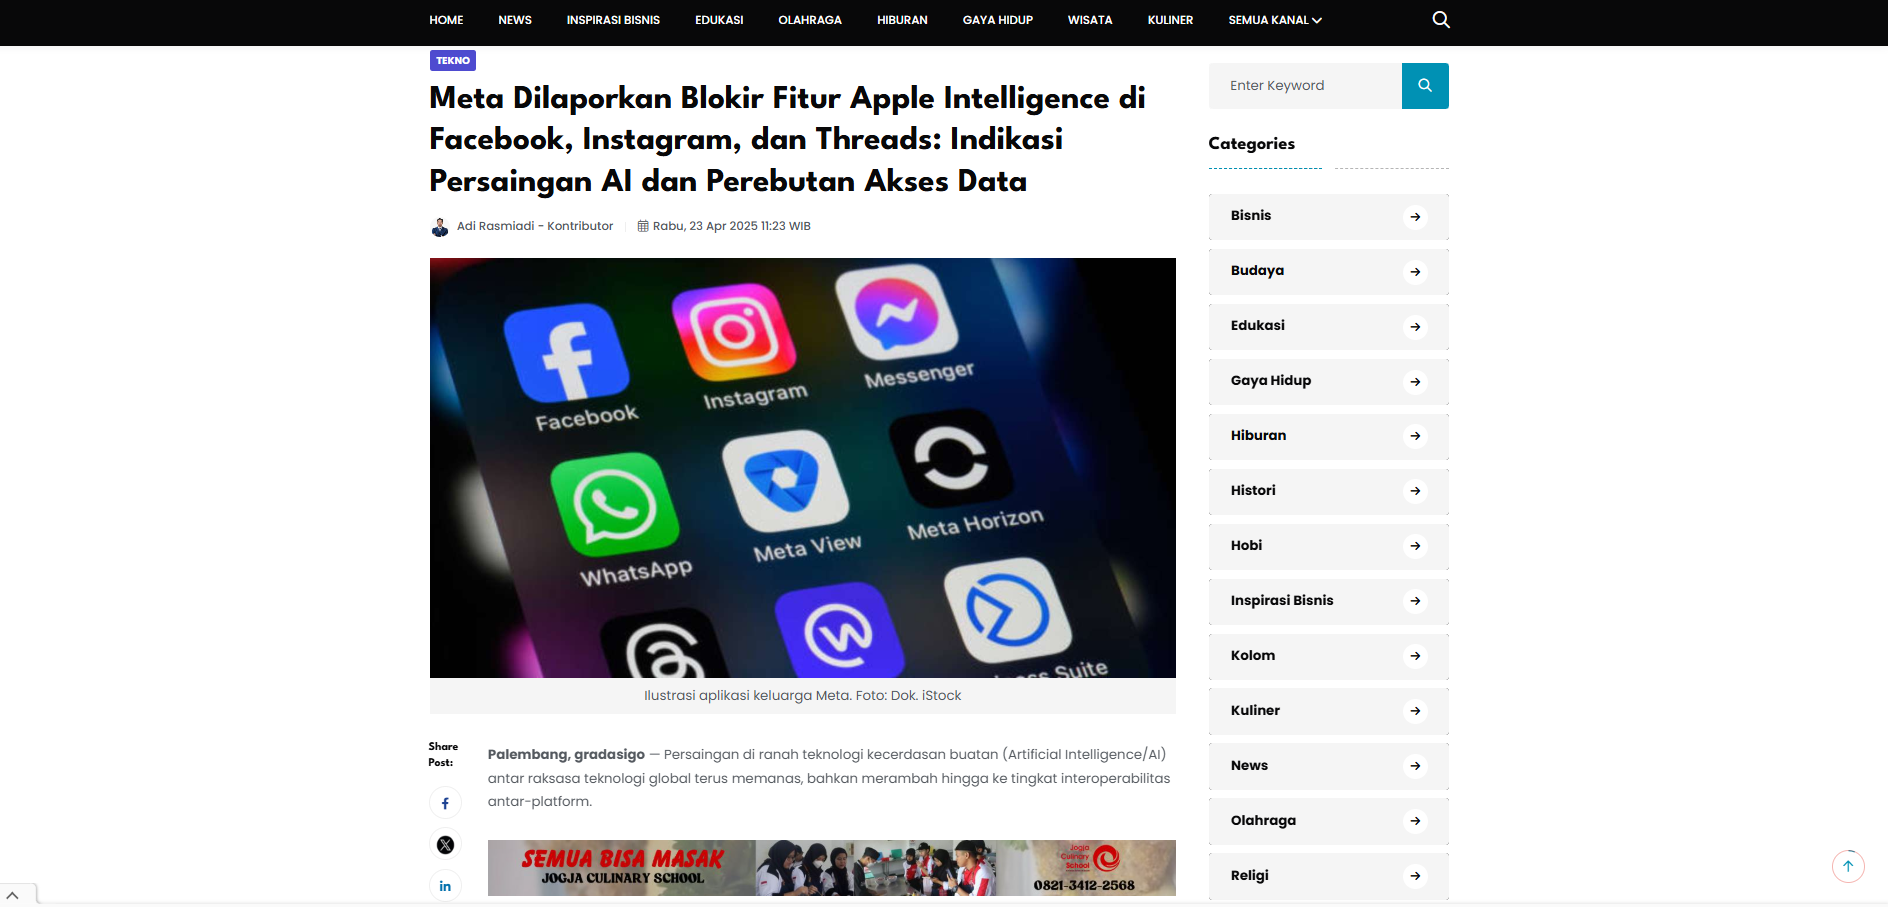 HOME NEWS INSPIRASI BISNIS EDUKASI OLAHRAGA HIBURAN GAYA HIDUP WISATA KULINER SEMUA KANAL
TEKNO
Meta Dilaporkan Blokir Fitur Apple Intelligence di
Facebook, Instagram, dan Threads: Indikasi
Persaingan AI dan Perebutan Akses Data
Adi Rasmiadi - Kontributor
Rabu, 23 Apr 2025 11:23 WIB
Facebook
Instagram
Messenger
WhatsApp
Meta View
Meta Horizon
Suite
Ilustrasi aplikasi keluarga Meta. Foto: Dok. iStock
Share
Post:
Palembang, gradasigo — Persaingan di ranah teknologi kecerdasan buatan (Artificial Intelligence/AI)
antar raksasa teknologi global terus memanas, bahkan merambah hingga ke tingkat interoperabilitas
antar-platform.
SEMUA BISA MASAK
JOGJA CULINARY SCHOOL
Jogja
Culinary
School
0821-3412-2568
Enter Keyword
Categories
Bisnis
Budaya
Edukasi
Gaya Hidup
Hiburan
Histori
Hobi
Inspirasi Bisnis
Kolom
Kuliner
News
Olahraga
Religi